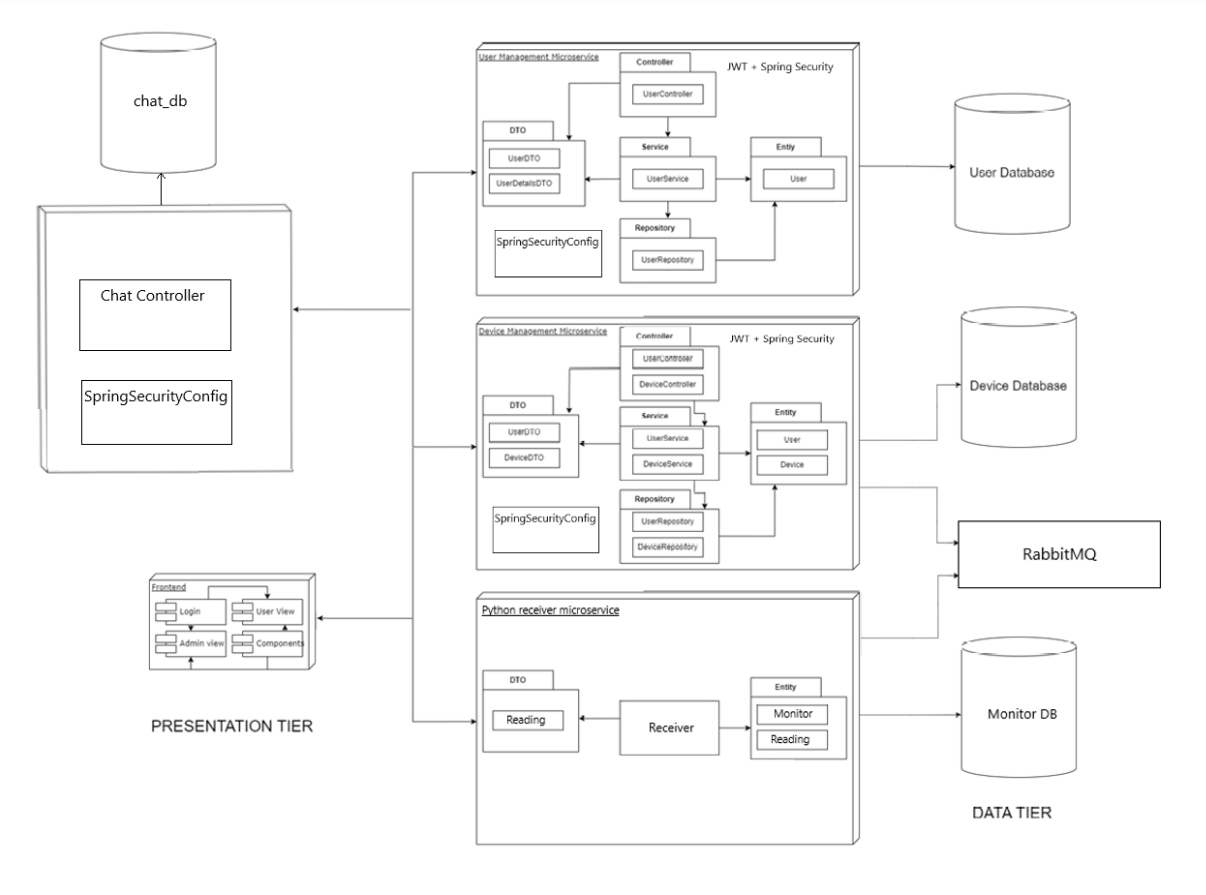 chat_db
Chat Controller
SpringSecurityConfig
Frontend
Login
User View
Admin view
Components
PRESENTATION TIER
User Management Microservice
JWT + Spring Security
Controller
UserController
DTO
UserDTO
UserDetailsDTO
Service
UserService
Entiy
User
Repository
UserRepository
SpringSecurityConfig
Device Management Microservice
JWT + Spring Security
Controller
UserController
DeviceController
DTO
UserDTO
DeviceDTO
Service
UserService
DeviceService
Entity
User
Device
Repository
UserRepository
DeviceRepository
SpringSecurityConfig
Python receiver microservice
DTO
Reading
Receiver
Entity
Monitor
Reading
User Database
Device Database
RabbitMQ
Monitor DB
DATA TIER